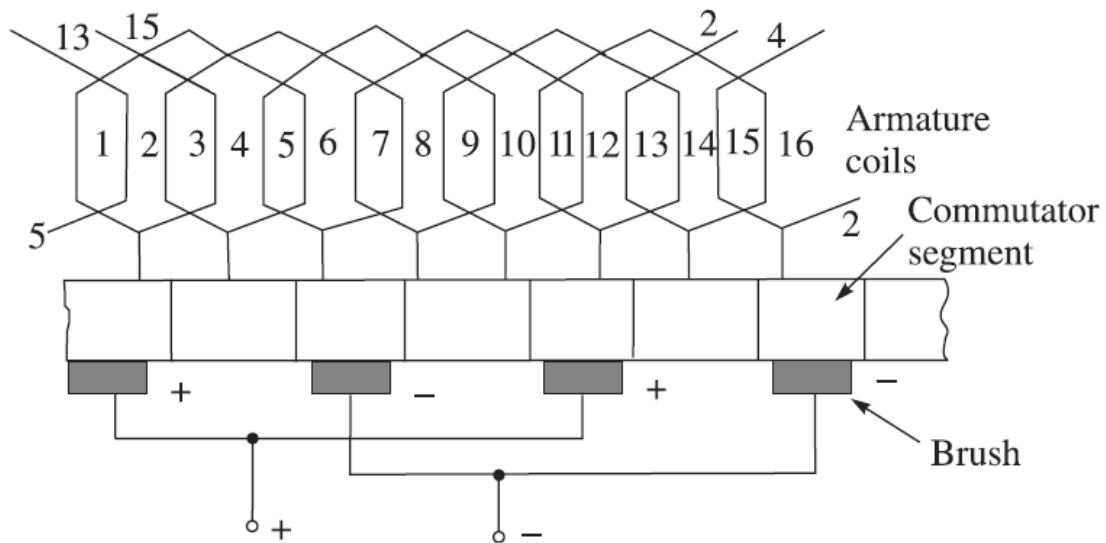 13 15 2 4
1 2 3 4 5 6 7 8 9 10 11 12 13 14 15 16
Armature
coils
5 2
Commutator
segment
+ − + −
Brush
+ −